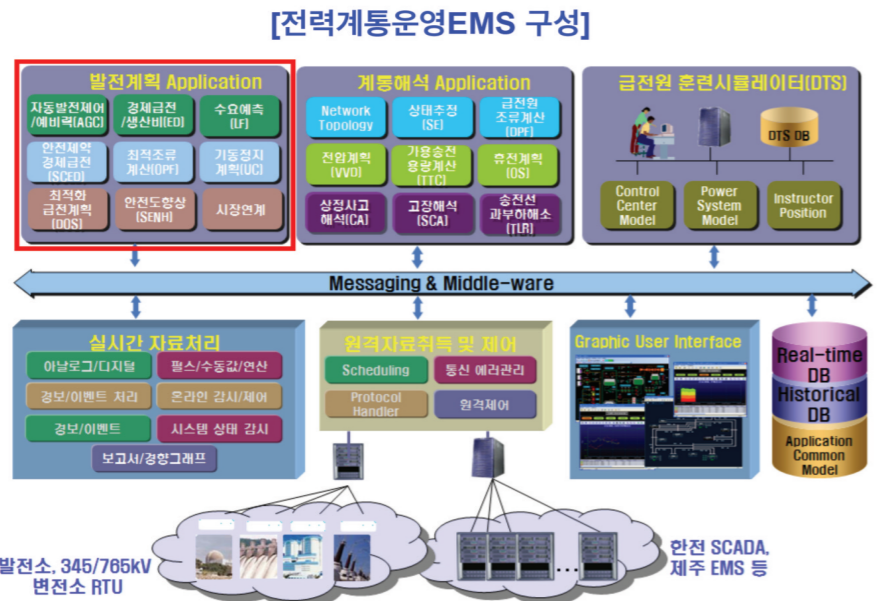 [전력계통운영EMS 구성]
발전계획 Application
자동발전제어
/예비력(AGC)
경제급전
/생산비(ED)
수요예측
(LF)
안전제약
경제급전
(SCED)
최적조류
계산(OPF)
기동정지
계획(UC)
최적화
급전계획
(DOS)
안전도향상
(SENH)
시장연계
계통해석 Application
Network
Topology
상태추정
(SE)
급전원
조류계산
(DPF)
전압계획
(VVD)
가용송전
용량계산
(TTC)
휴전계획
(OS)
상정사고
해석(CA)
고장해석
(SCA)
송전선
과부하해소
(TLR)
급전원 훈련시뮬레이터(DTS)
DTS DB
Control
Center
Model
Power
System
Model
Instructor
Position
Messaging & Middle-ware
실시간 자료처리
아날로그/디지털
펄스/수동값/연산
경보/이벤트 처리
온라인 감시/제어
경보/이벤트
시스템 상태 감시
보고서/경향그래프
원격자료취득 및 제어
Scheduling
통신 에러관리
Protocol
Handler
원격제어
Graphic User Interface
Real-time
DB
Historical
DB
Application
Common
Model
발전소, 345/765kV
변전소 RTU
...
한전 SCADA,
제주 EMS 등